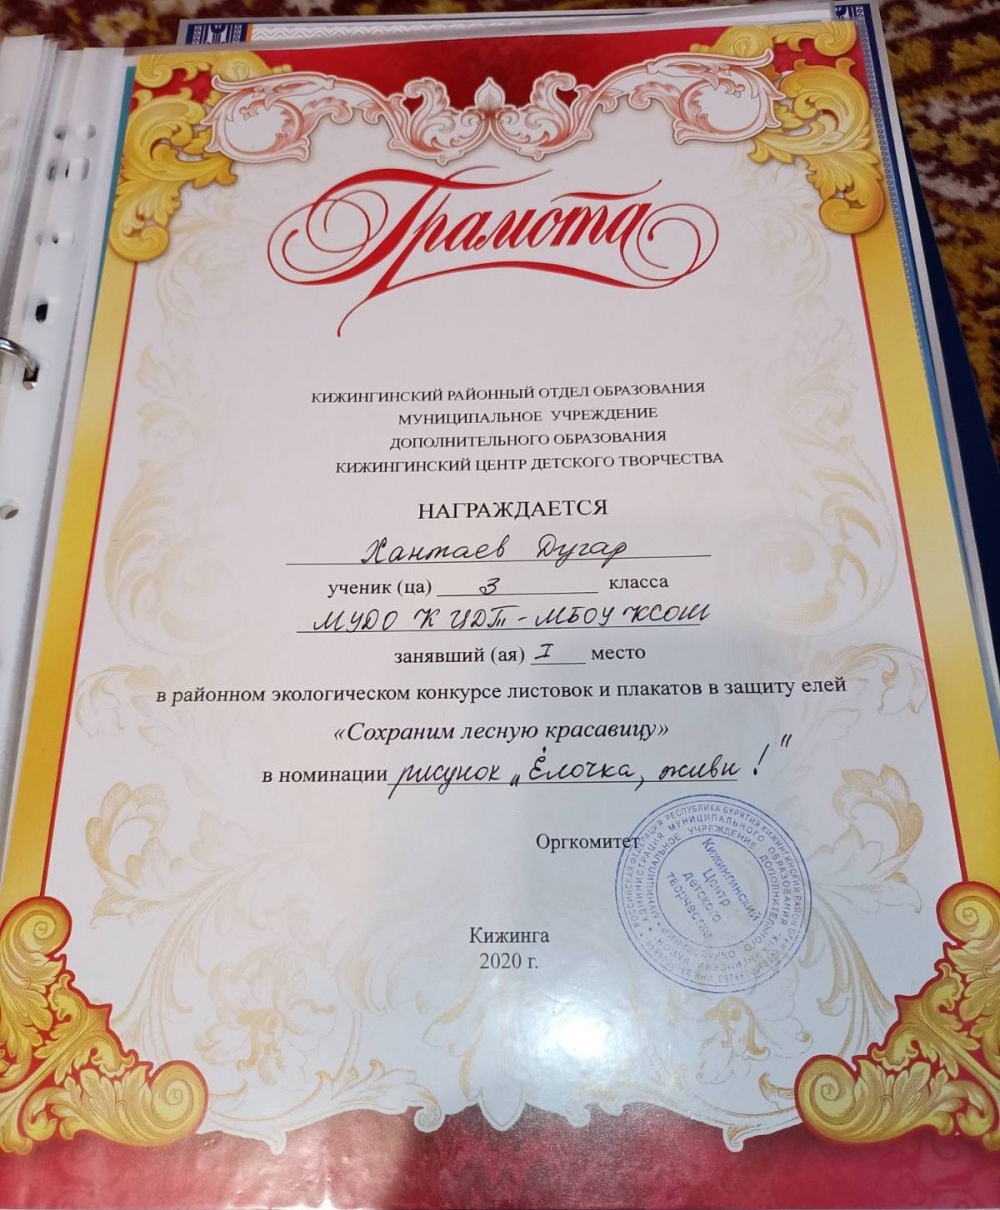 Грамота
КИЖИНГИНСКИЙ РАЙОННЫЙ ОТДЕЛ ОБРАЗОВАНИЯ
МУНИЦИПАЛЬНОЕ УЧРЕЖДЕНИЕ
ДОПОЛНИТЕЛЬНОГО ОБРАЗОВАНИЯ
КИЖИНГИНСКИЙ ЦЕНТР ДЕТСКОГО ТВОРЧЕСТВА
НАГРАЖДАЕТСЯ
Хантаев Дугар
ученик (ца) 3 класса
МУДО К ЦДТ - МБОУ КСОШ
занявший (ая) I место
в районном экологическом конкурсе листовок и плакатов в защиту елей
«Сохраним лесную красавицу»
в номинации рисунок „Ёлочка, живи!"
Оргкомитет
Кижингинский
Центр
детского
творчества
Кижинга
2020 г.